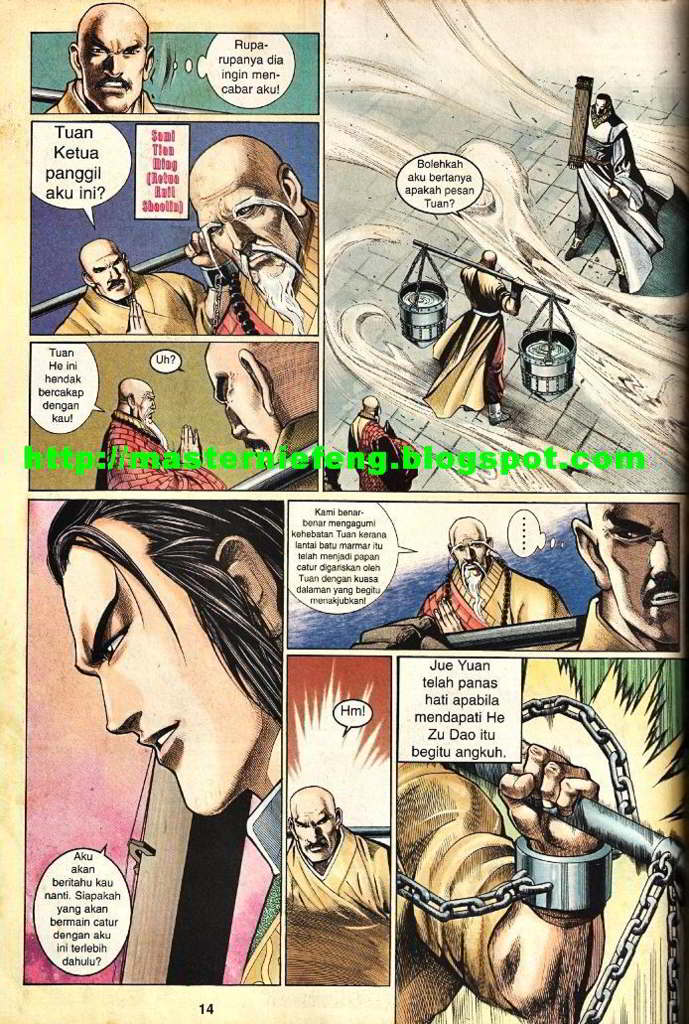 Rupa-
rupanya dia
ingin men-
cabar aku!
Tuan
Ketua
panggil
aku ini?
Sami
Tian
Ming
(Ketua
Kuil
Shaolin)
Bolehkah
aku bertanya
apakah pesan
Tuan?
Tuan
He ini
hendak
bercakap
dengan
kau!
Uh?
http://masterniefeng.blogspot.com
Kami benar-
benar mengagumi
kehebatan Tuan kerana
lantai batu marmar itu
telah menjadi papan
catur digariskan oleh
Tuan dengan kuasa
dalaman yang begitu
menakjubkan!
......
Aku
akan
beritahu kau
nanti. Siapakah
yang akan
bermain catur
dengan aku
ini terlebih
dahulu?
Hm!
Jue Yuan
telah panas
hati apabila
mendapati He
Zu Dao itu
begitu angkuh.
14